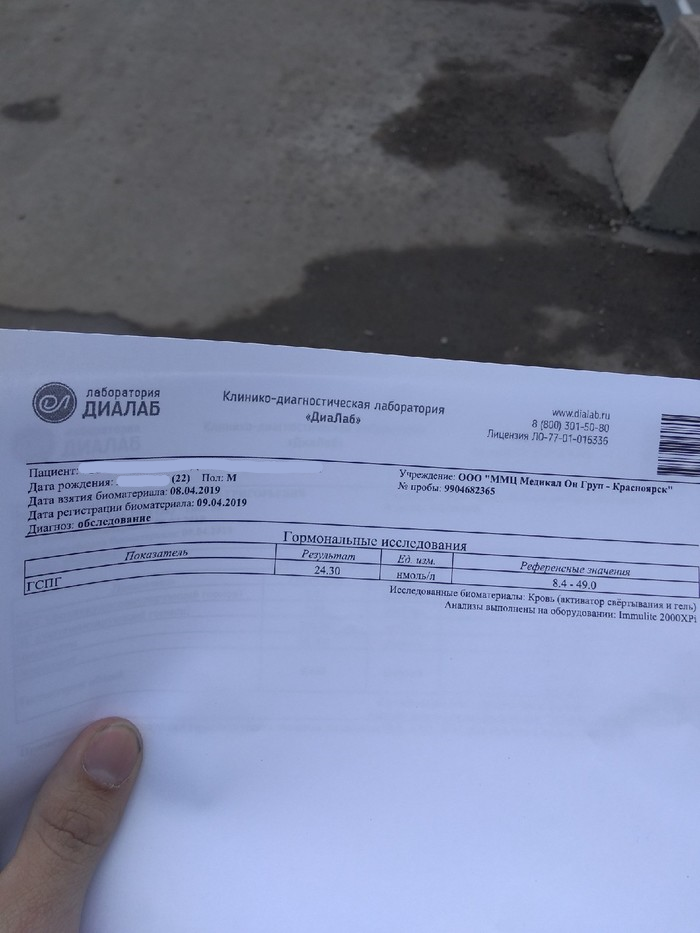 лаборатория
ДИАЛАБ
Клинико-диагностическая лаборатория
«ДиаЛаб»
www.dialab.ru
8 (800) 301-50-80
Лицензия ЛО-77-01-016336
Пациент:
Дата рождения: (22) Пол: М
Дата взятия биоматериала: 08.04.2019
Дата регистрации биоматериала: 09.04.2019
Диагноз: обследование
Учреждение: ООО "ММЦ Медикал Он Груп - Красноярск"
№ пробы: 9904682365
Гормональные исследования
Показатель Результат Ед. изм. Референсные значения
ГСПГ 24.30 нмоль/л 8.4 - 49.0
Исследованные биоматериалы: Кровь (активатор свёртывания и гель)
Анализы выполнены на оборудовании: Immulite 2000XPi